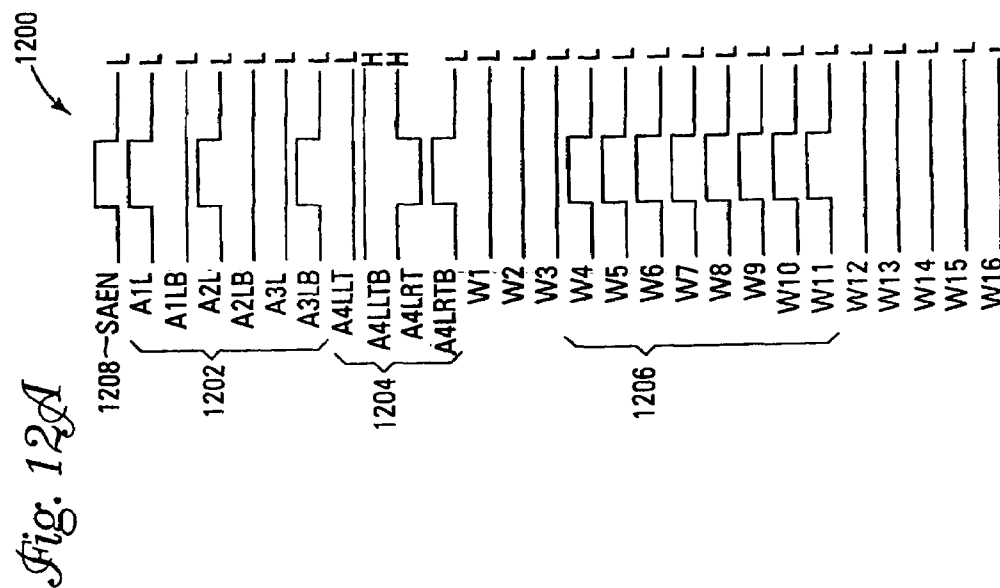 Fig. 12A
1200
1208~SAEN L
A1L L
A1LB L
A2L L
A2LB L
A3L L
A3LB L
1202
A4LLT L
A4LLTB H
A4LRT H
A4LRTB L
1204
W1 L
W2 L
W3 L
W4 L
W5 L
W6 L
W7 L
W8 L
W9 L
W10 L
W11 L
1206
W12 L
W13 L
W14 L
W15 L
W16 L